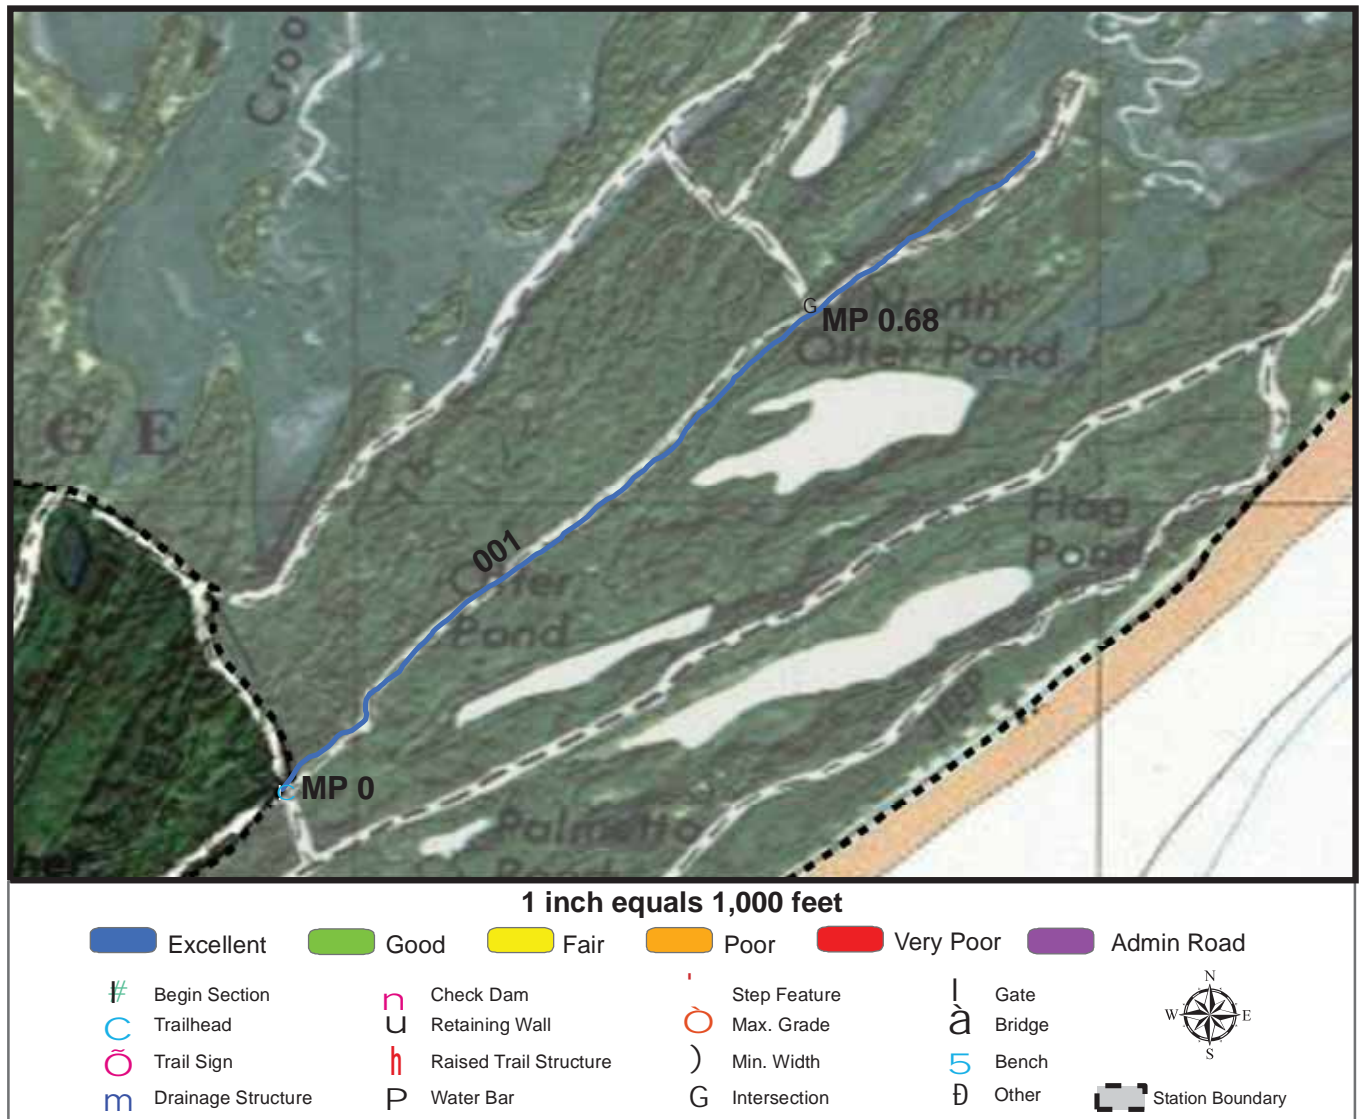 Croo
G E
North
MP 0.68
Otter Pond
Flag
Pond
001
Otter
Pond
MP 0
Palmetto
Pond
her
1 inch equals 1,000 feet
Excellent Good Fair Poor Very Poor Admin Road
# Begin Section n Check Dam ' Step Feature I Gate
C Trailhead u Retaining Wall Ò Max. Grade à Bridge
Õ Trail Sign h Raised Trail Structure ) Min. Width 5 Bench
m Drainage Structure P Water Bar G Intersection Ð Other Station Boundary
N
W E
S